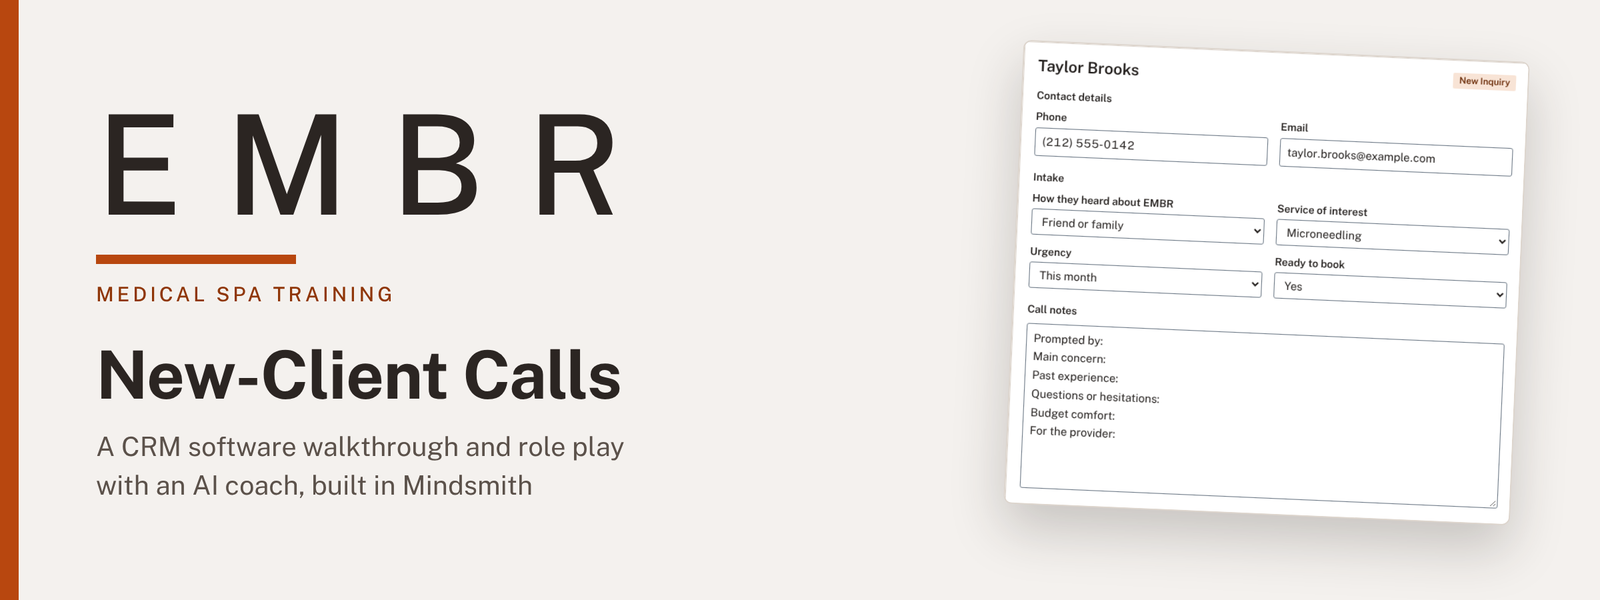 EMBR
MEDICAL SPA TRAINING
New-Client Calls
A CRM software walkthrough and role play
with an AI coach, built in Mindsmith
Taylor Brooks
New Inquiry
Contact details
Phone
Email
(212) 555-0142
taylor.brooks@example.com
Intake
How they heard about EMBR
Service of interest
Friend or family
Microneedling
Urgency
Ready to book
This month
Yes
Call notes
Prompted by:
Main concern:
Past experience:
Questions or hesitations:
Budget comfort:
For the provider: